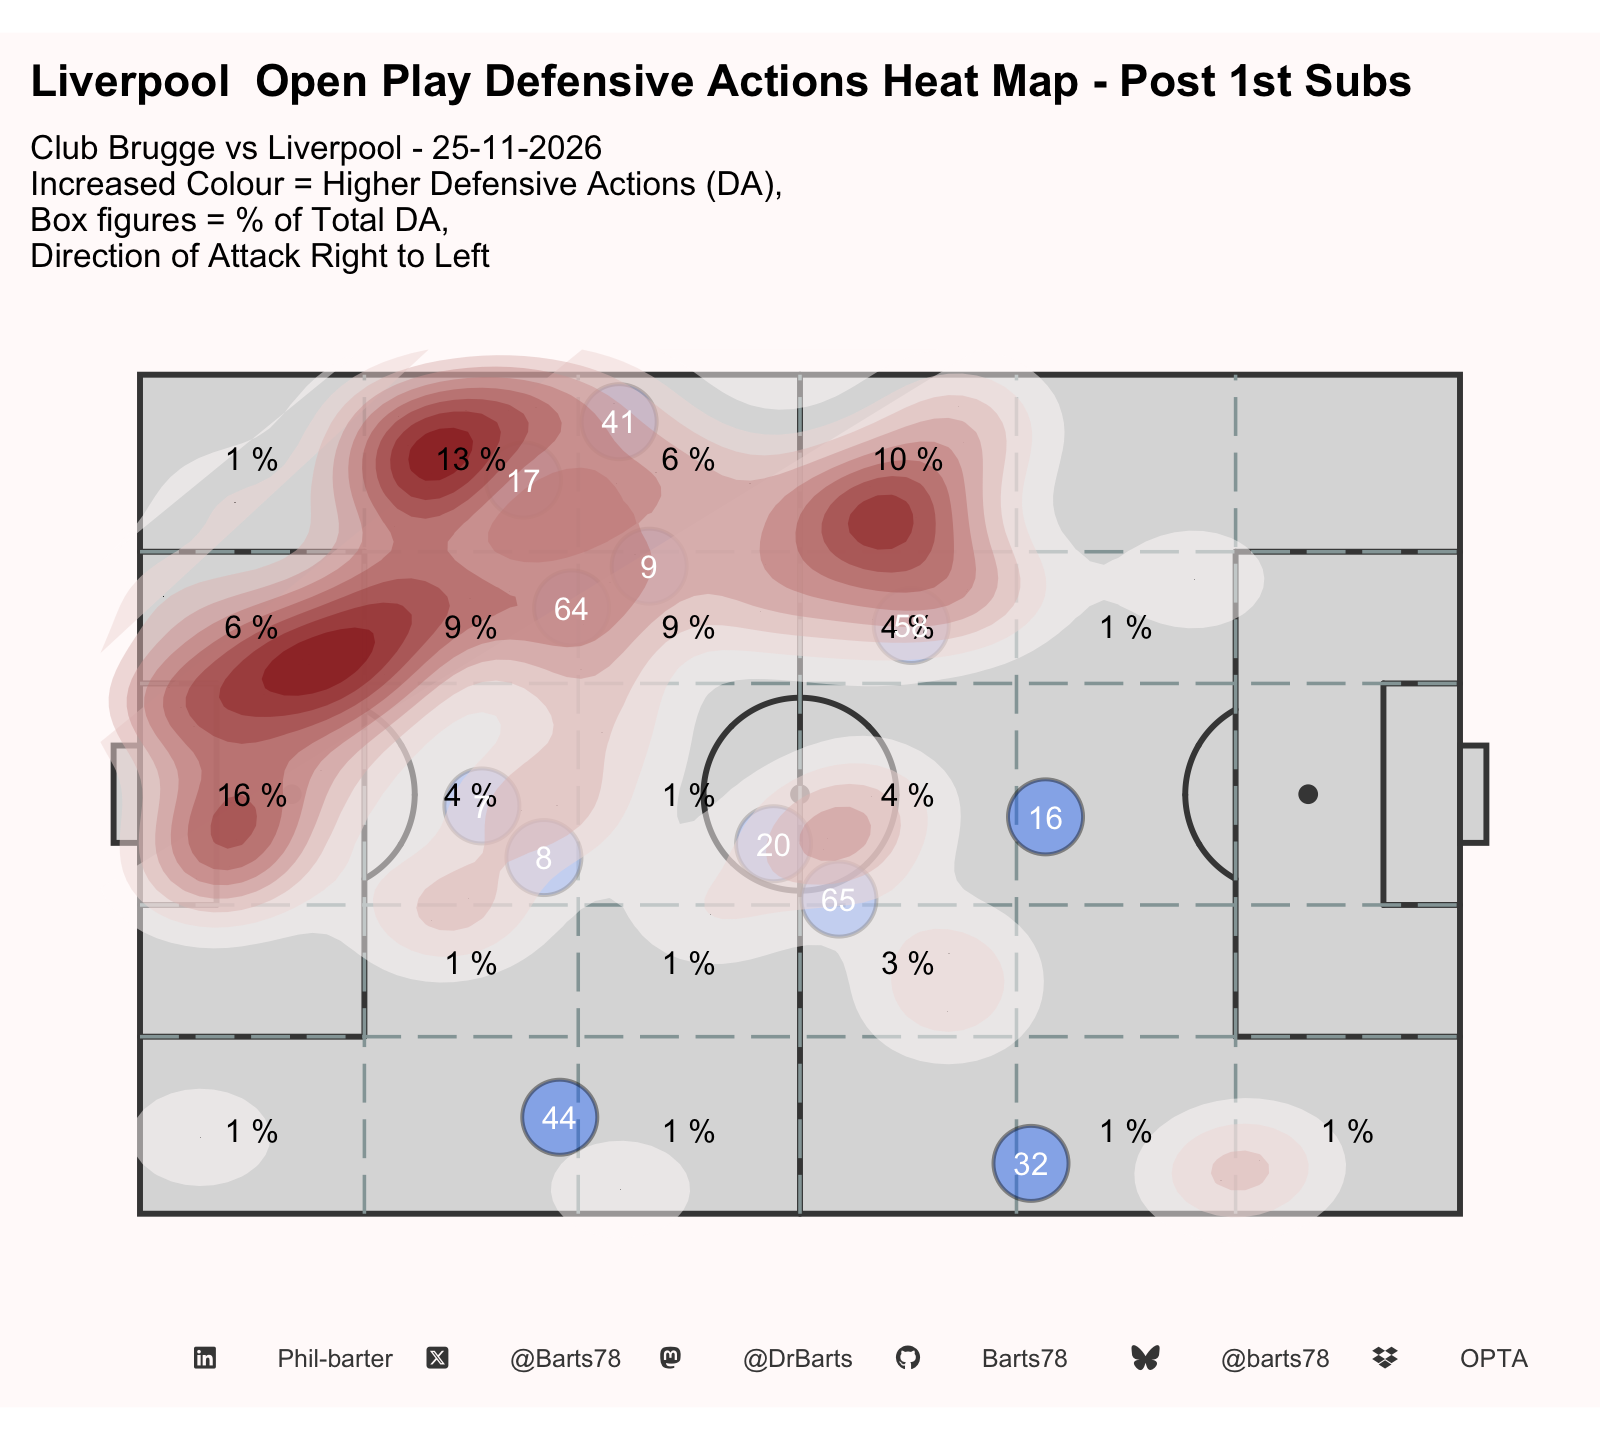 Liverpool  Open Play Defensive Actions Heat Map - Post 1st Subs
Club Brugge vs Liverpool - 25-11-2026
Increased Colour = Higher Defensive Actions (DA),
Box figures = % of Total DA,
Direction of Attack Right to Left
41
1 % 13 % 6 % 10 %
17
9
64
6 % 9 % 9 % 4 % 58 1 %
16 % 4 % 7 1 % 4 %
16
20
8
65
1 % 1 % 3 %
44
1 % 1 % 1 % 1 %
32
Phil-barter @Barts78 @DrBarts Barts78 @barts78 OPTA